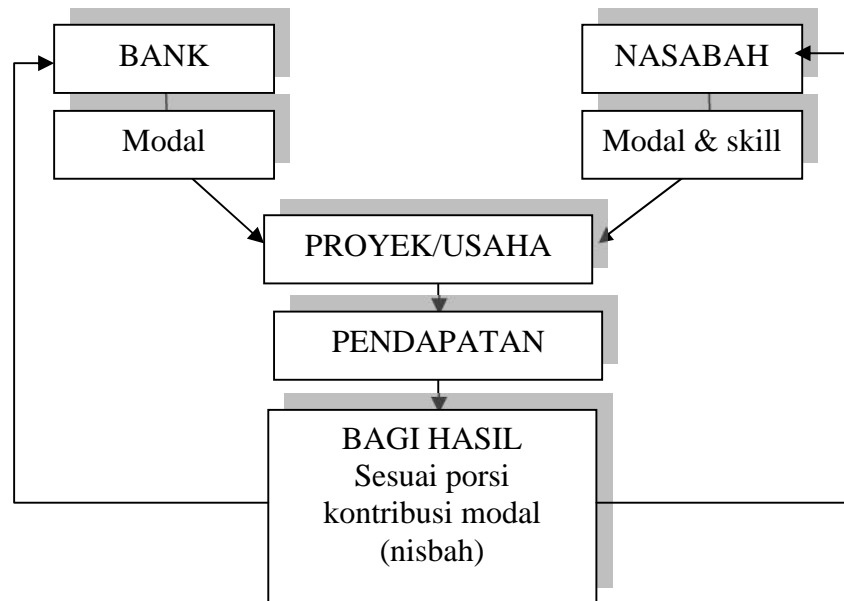 BANK
NASABAH
Modal
Modal & skill
PROYEK/USAHA
PENDAPATAN
BAGI HASIL
Sesuai porsi
kontribusi modal
(nisbah)